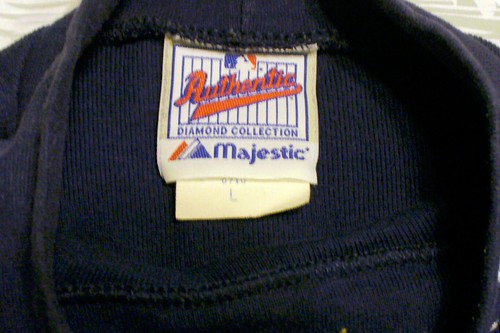 Authentic
DIAMOND COLLECTION
Majestic
L